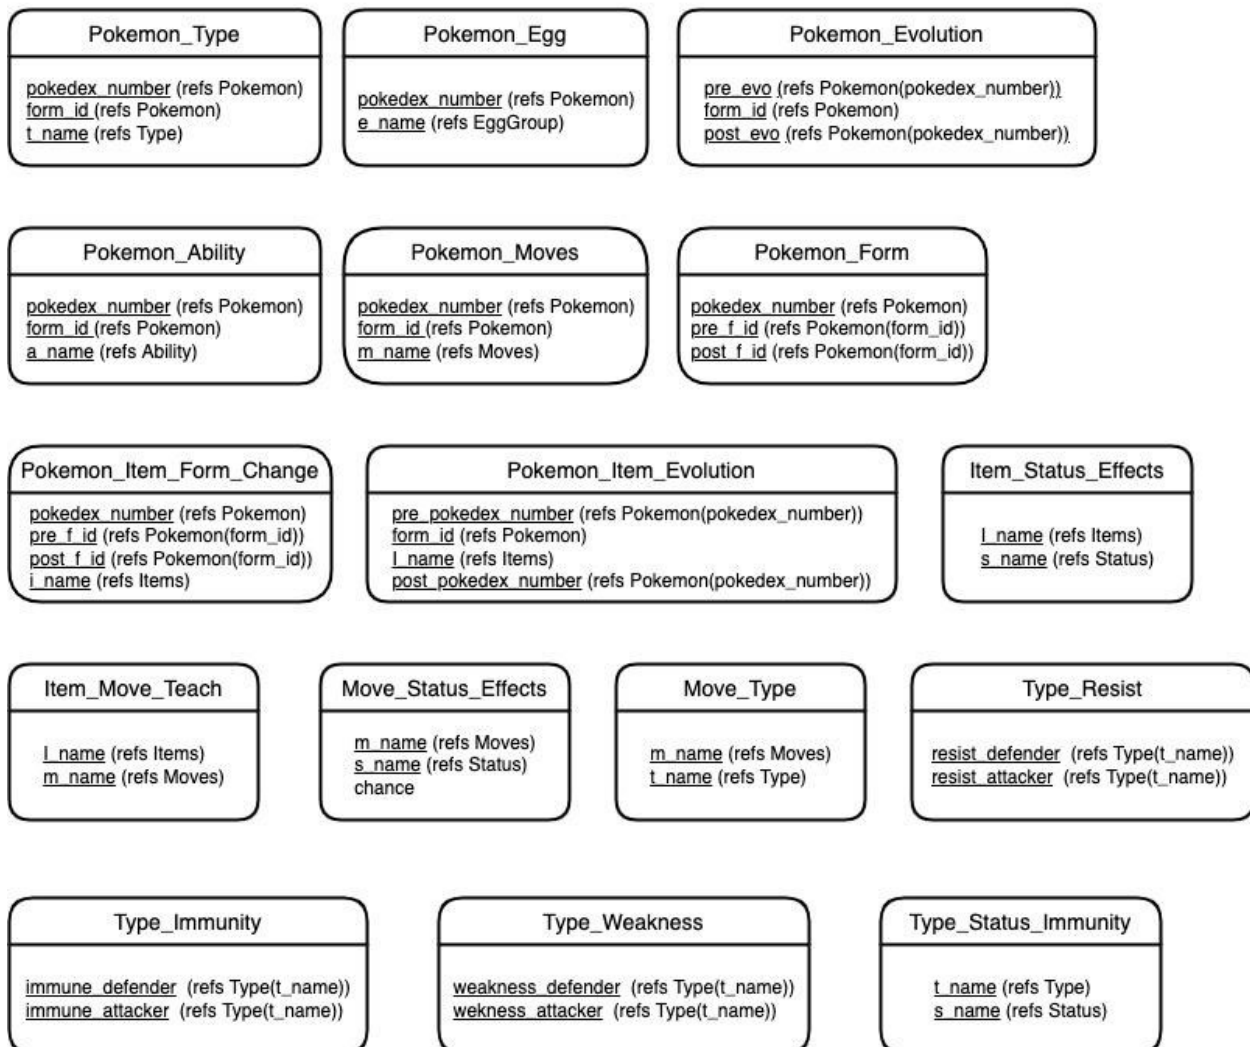 Pokemon_Type
pokedex_number (refs Pokemon)
form_id (refs Pokemon)
t_name (refs Type)
Pokemon_Egg
pokedex_number (refs Pokemon)
e_name (refs EggGroup)
Pokemon_Evolution
pre_evo (refs Pokemon(pokedex_number))
form_id (refs Pokemon)
post_evo (refs Pokemon(pokedex_number))
Pokemon_Ability
pokedex_number (refs Pokemon)
form_id (refs Pokemon)
a_name (refs Ability)
Pokemon_Moves
pokedex_number (refs Pokemon)
form_id (refs Pokemon)
m_name (refs Moves)
Pokemon_Form
pokedex_number (refs Pokemon)
pre_f_id (refs Pokemon(form_id))
post_f_id (refs Pokemon(form_id))
Pokemon_Item_Form_Change
pokedex_number (refs Pokemon)
pre_f_id (refs Pokemon(form_id))
post_f_id (refs Pokemon(form_id))
i_name (refs Items)
Pokemon_Item_Evolution
pre_pokedex_number (refs Pokemon(pokedex_number))
form_id (refs Pokemon)
I_name (refs Items)
post_pokedex_number (refs Pokemon(pokedex_number))
Item_Status_Effects
I_name (refs Items)
s_name (refs Status)
Item_Move_Teach
I_name (refs Items)
m_name (refs Moves)
Move_Status_Effects
m_name (refs Moves)
s_name (refs Status)
chance
Move_Type
m_name (refs Moves)
t_name (refs Type)
Type_Resist
resist_defender (refs Type(t_name))
resist_attacker (refs Type(t_name))
Type_Immunity
immune_defender (refs Type(t_name))
immune_attacker (refs Type(t_name))
Type_Weakness
weakness_defender (refs Type(t_name))
wekness_attacker (refs Type(t_name))
Type_Status_Immunity
t_name (refs Type)
s_name (refs Status)